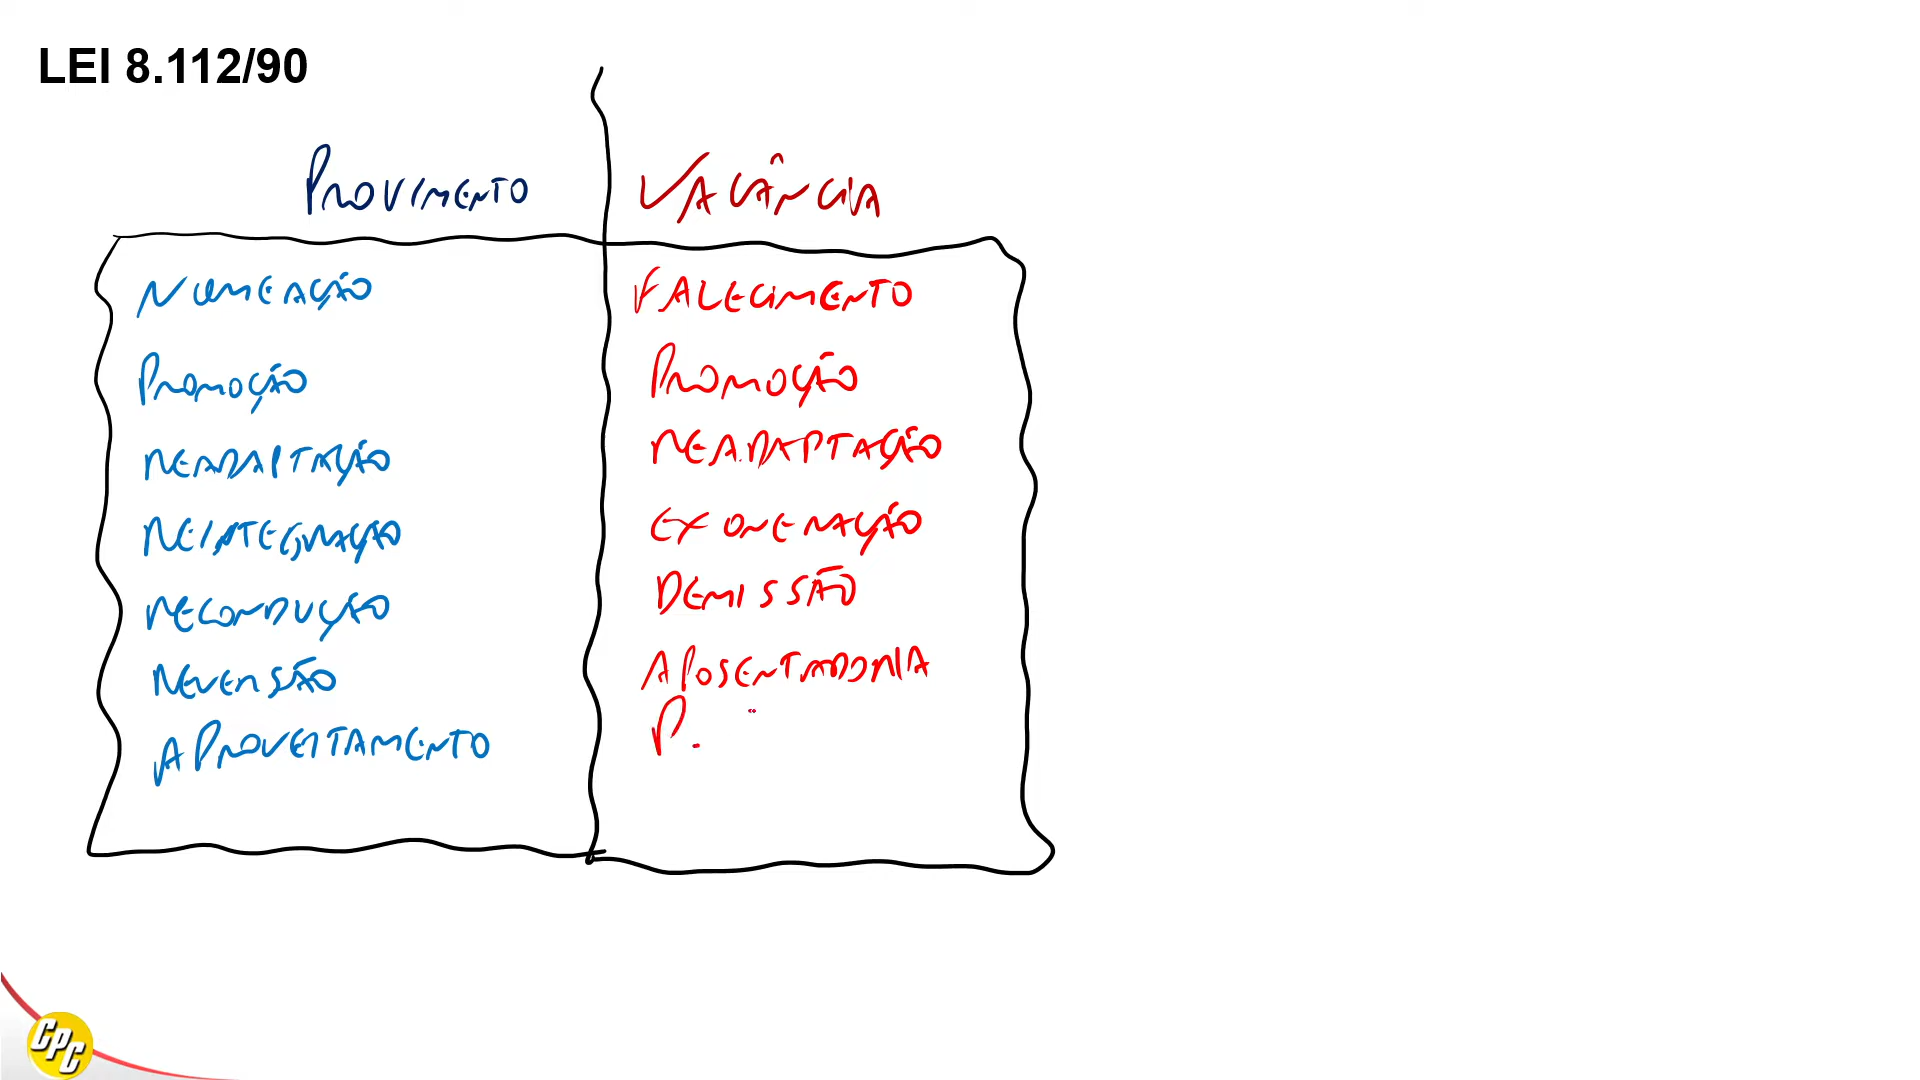 LEI 8.112/90
PROVIMENTO
VACÂNCIA
NOMEAÇÃO
FALECIMENTO
PROMOÇÃO
PROMOÇÃO
READAPTAÇÃO
READAPTAÇÃO
REINTEGRAÇÃO
EXONERAÇÃO
RECONDUÇÃO
DEMISSÃO
REVERSÃO
APOSENTADORIA
APROVEITAMENTO
P.
CPC